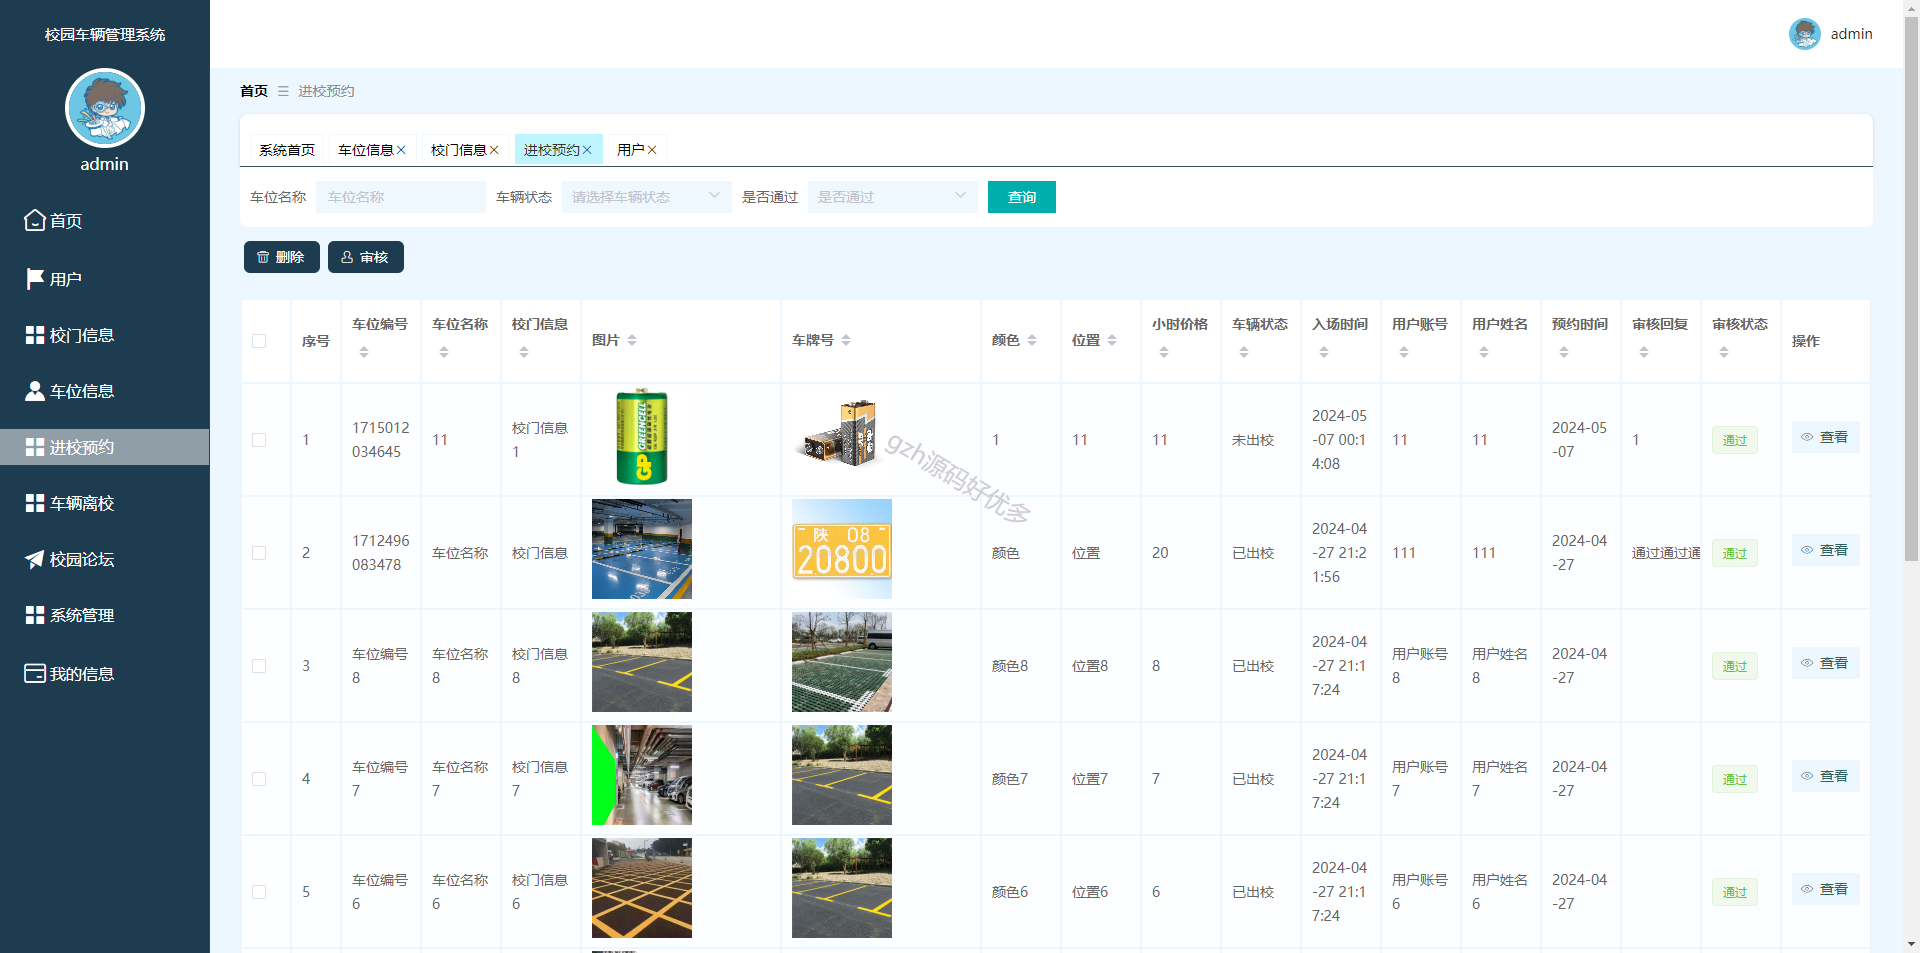 校园车辆管理系统
admin
admin
首页
用户
校门信息
车位信息
进校预约
车辆离校
校园论坛
系统管理
我的信息
首页 进校预约
系统首页 车位信息 校门信息 进校预约 用户
车位名称 车位名称 车辆状态 请选择车辆状态 是否通过 是否通过 查询
删除 审核
序号 车位编号 车位名称 校门信息 图片 车牌号 颜色 位置 小时价格 车辆状态 入场时间 用户账号 用户姓名 预约时间 审核回复 审核状态 操作
1 1715012034645 11 校门信息1 GP GREENCELL 1 11 11 未出校 2024-05-07 00:14:08 11 11 2024-05-07 1 通过 查看
gzh源码好优多
2 1712496083478 车位名称 校门信息 陕 08 20800 颜色 位置 20 已出校 2024-04-27 21:21:56 111 111 2024-04-27 通过通过通 通过 查看
3 车位编号8 车位名称8 校门信息8 颜色8 位置8 8 已出校 2024-04-27 21:17:24 用户账号8 用户姓名8 2024-04-27 通过 查看
4 车位编号7 车位名称7 校门信息7 颜色7 位置7 7 已出校 2024-04-27 21:17:24 用户账号7 用户姓名7 2024-04-27 通过 查看
5 车位编号6 车位名称6 校门信息6 颜色6 位置6 6 已出校 2024-04-27 21:17:24 用户账号6 用户姓名6 2024-04-27 通过 查看